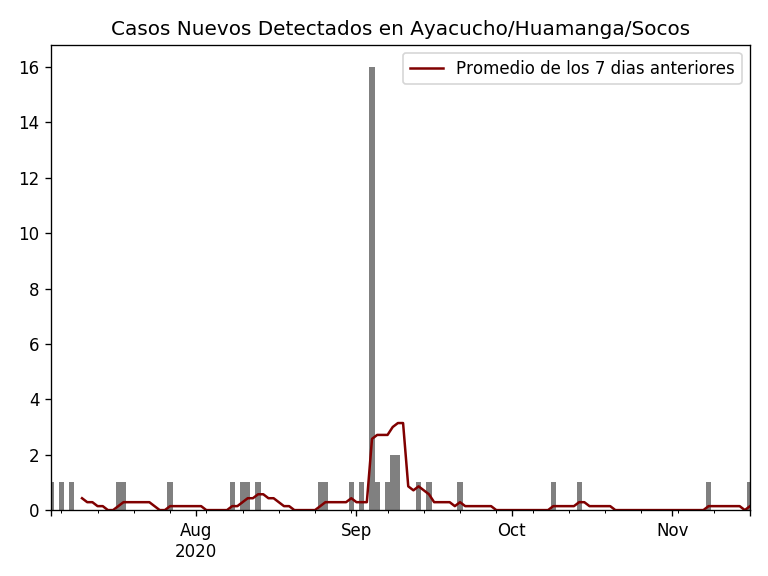 Casos Nuevos Detectados en Ayacucho/Huamanga/Socos
Promedio de los 7 dias anteriores
16
14
12
10
8
6
4
2
0
Aug
2020
Sep
Oct
Nov